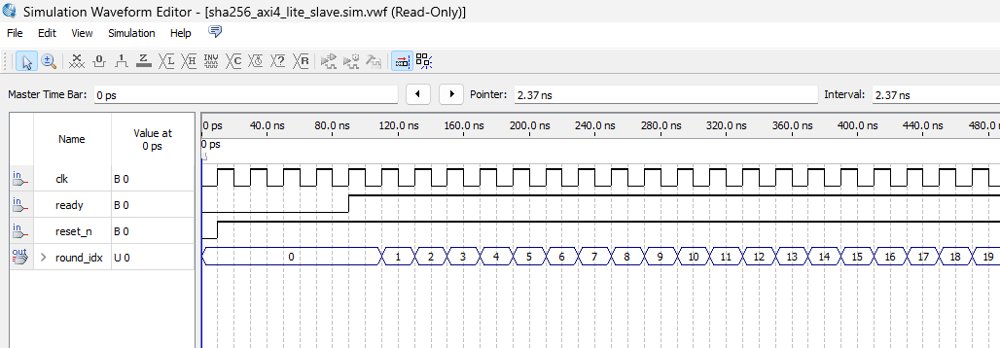 Simulation Waveform Editor - [sha256_axi4_lite_slave.sim.vwf (Read-Only)]
File Edit View Simulation Help
Master Time Bar: 0 ps Pointer: 2.37 ns Interval: 2.37 ns
Name Value at 0 ps
0 ps 40.0 ns 80.0 ns 120.0 ns 160.0 ns 200.0 ns 240.0 ns 280.0 ns 320.0 ns 360.0 ns 400.0 ns 440.0 ns 480.0
0 ps
in clk B 0
in ready B 0
in reset_n B 0
out > round_idx U 0 0 1 2 3 4 5 6 7 8 9 10 11 12 13 14 15 16 17 18 19